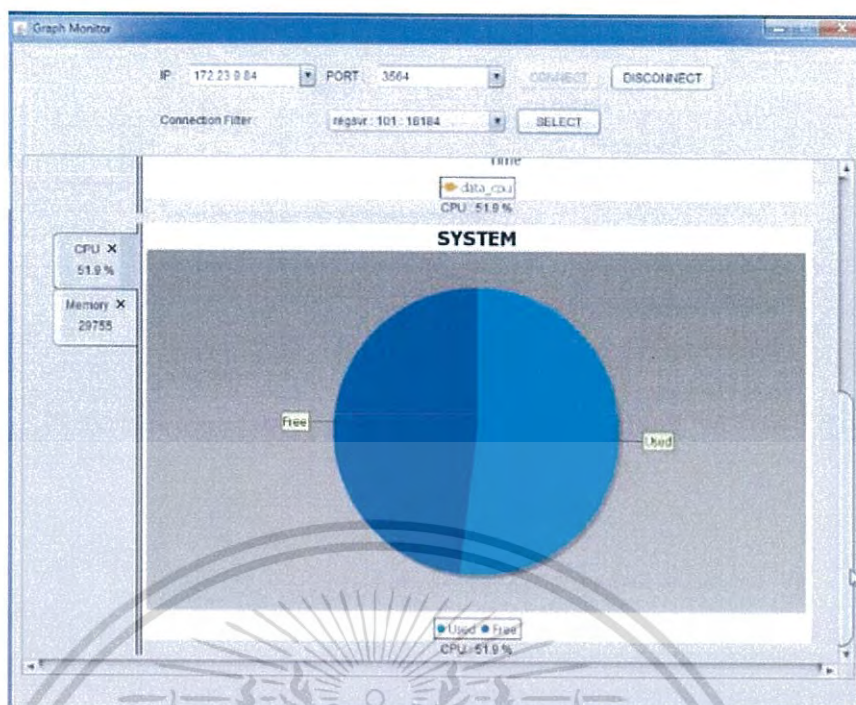 Graph Monitor
IP: 172.23.9.84 PORT: 3564 CONNECT DISCONNECT
Connection Filter: regsvr : 101 : 16184 SELECT
Time
data_cpu
CPU : 51.9 %
SYSTEM
CPU X
51.9 %
Memory X
29755
Free
Used
Used Free
CPU : 51.9 %